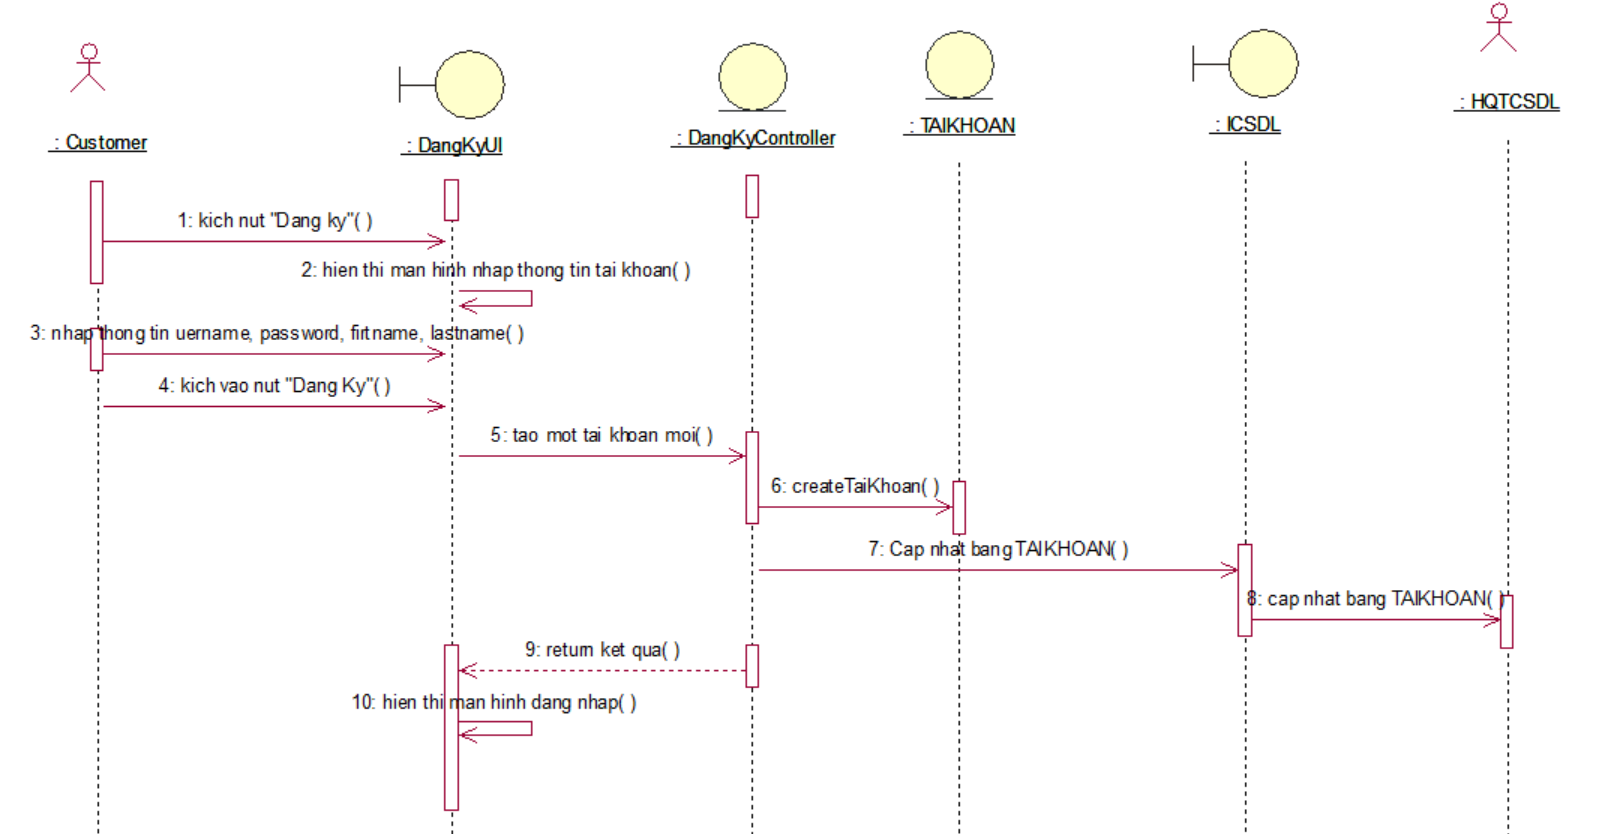 : Customer
: DangKyUI
: DangKyController
: TAIKHOAN
: ICSDL
: HQTCSDL
1: kich nut "Dang ky"( )
2: hien thi man hinh nhap thong tin tai khoan( )
3: nhap thong tin uername, password, firtname, lastname( )
4: kich vao nut "Dang Ky"( )
5: tao mot tai khoan moi( )
6: createTaiKhoan( )
7: Cap nhat bang TAIKHOAN( )
8: cap nhat bang TAIKHOAN( )
9: return ket qua( )
10: hien thi man hinh dang nhap( )